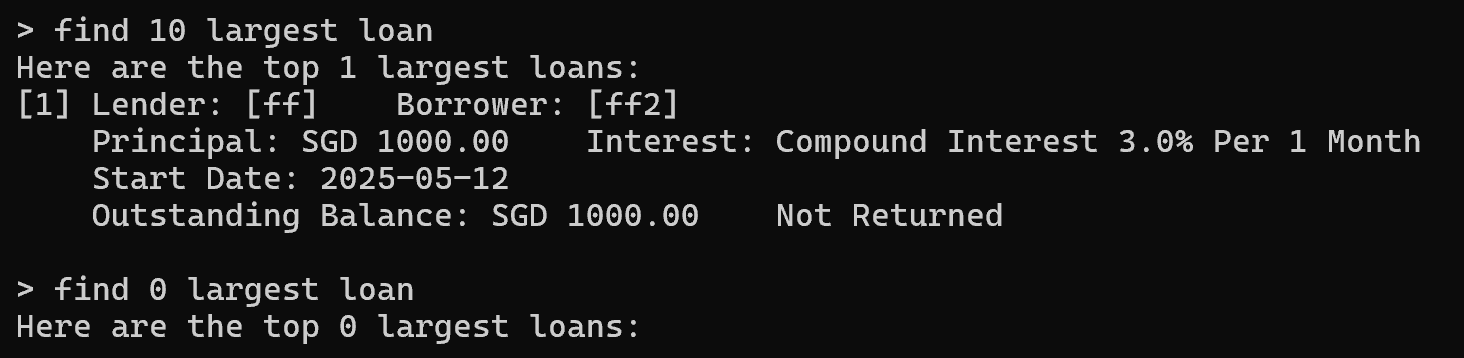 > find 10 largest loan
Here are the top 1 largest loans:
[1] Lender: [ff]    Borrower: [ff2]
    Principal: SGD 1000.00    Interest: Compound Interest 3.0% Per 1 Month
    Start Date: 2025-05-12
    Outstanding Balance: SGD 1000.00    Not Returned

> find 0 largest loan
Here are the top 0 largest loans: